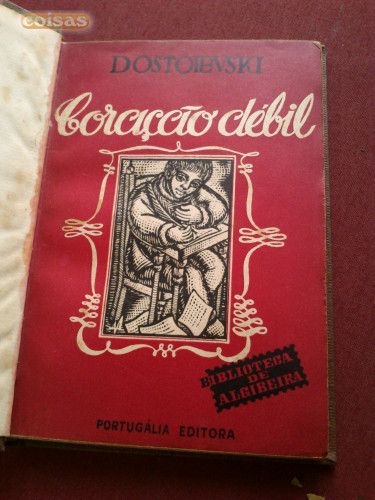 coisas
DOSTOIEVSKI
Coração débil
BIBLIOTECA
DE
ALGIBEIRA
PORTUGÁLIA EDITORA